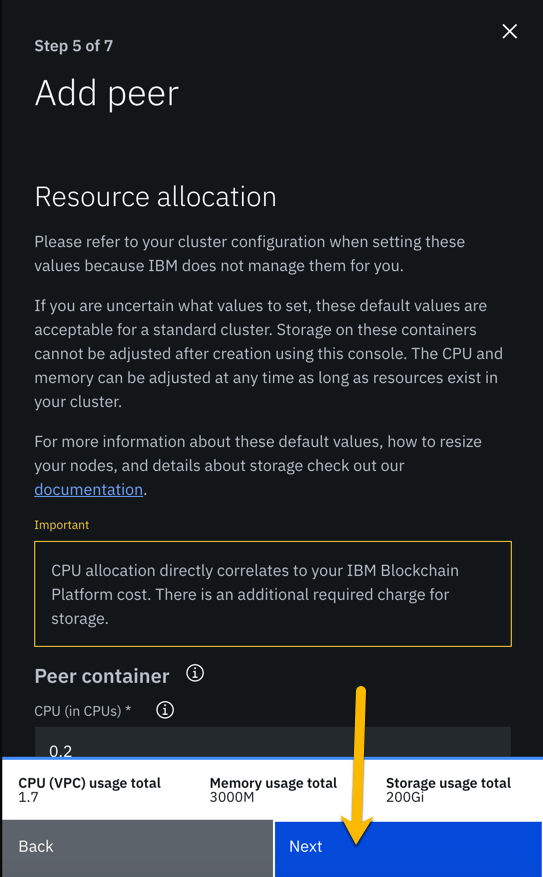 Step 5 of 7
Add peer
Resource allocation
Please refer to your cluster configuration when setting these
values because IBM does not manage them for you.
If you are uncertain what values to set, these default values are
acceptable for a standard cluster. Storage on these containers
cannot be adjusted after creation using this console. The CPU and
memory can be adjusted at any time as long as resources exist in
your cluster.
For more information about these default values, how to resize
your nodes, and details about storage check out our
documentation.
Important
CPU allocation directly correlates to your IBM Blockchain
Platform cost. There is an additional required charge for
storage.
Peer container
CPU (in CPUs) *
0.2
CPU (VPC) usage total Memory usage total Storage usage total
1.7 3000M 200Gi
Back Next